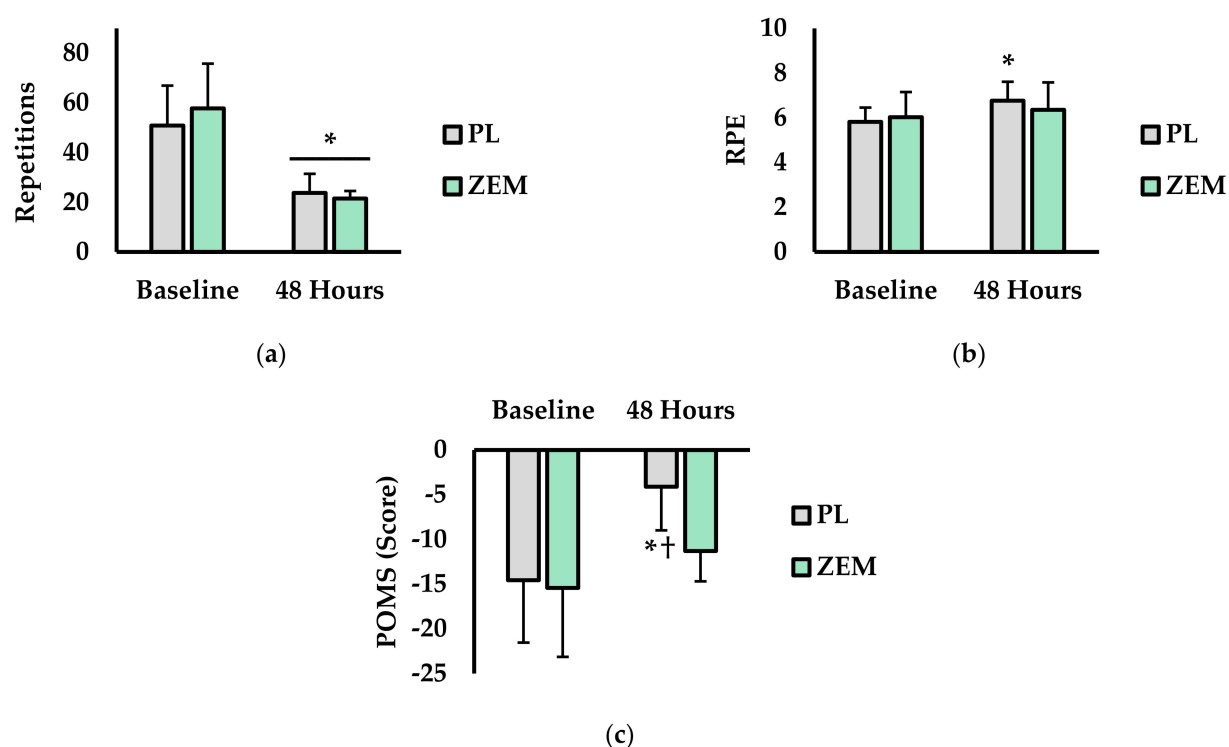 Repetitions
80
60
40
20
0
*
Baseline 48 Hours
PL
ZEM
(a)
RPE
10
8
6
4
2
0
*
Baseline 48 Hours
PL
ZEM
(b)
Baseline 48 Hours
POMS (Score)
0
-5
-10
-15
-20
-25
*†
PL
ZEM
(c)